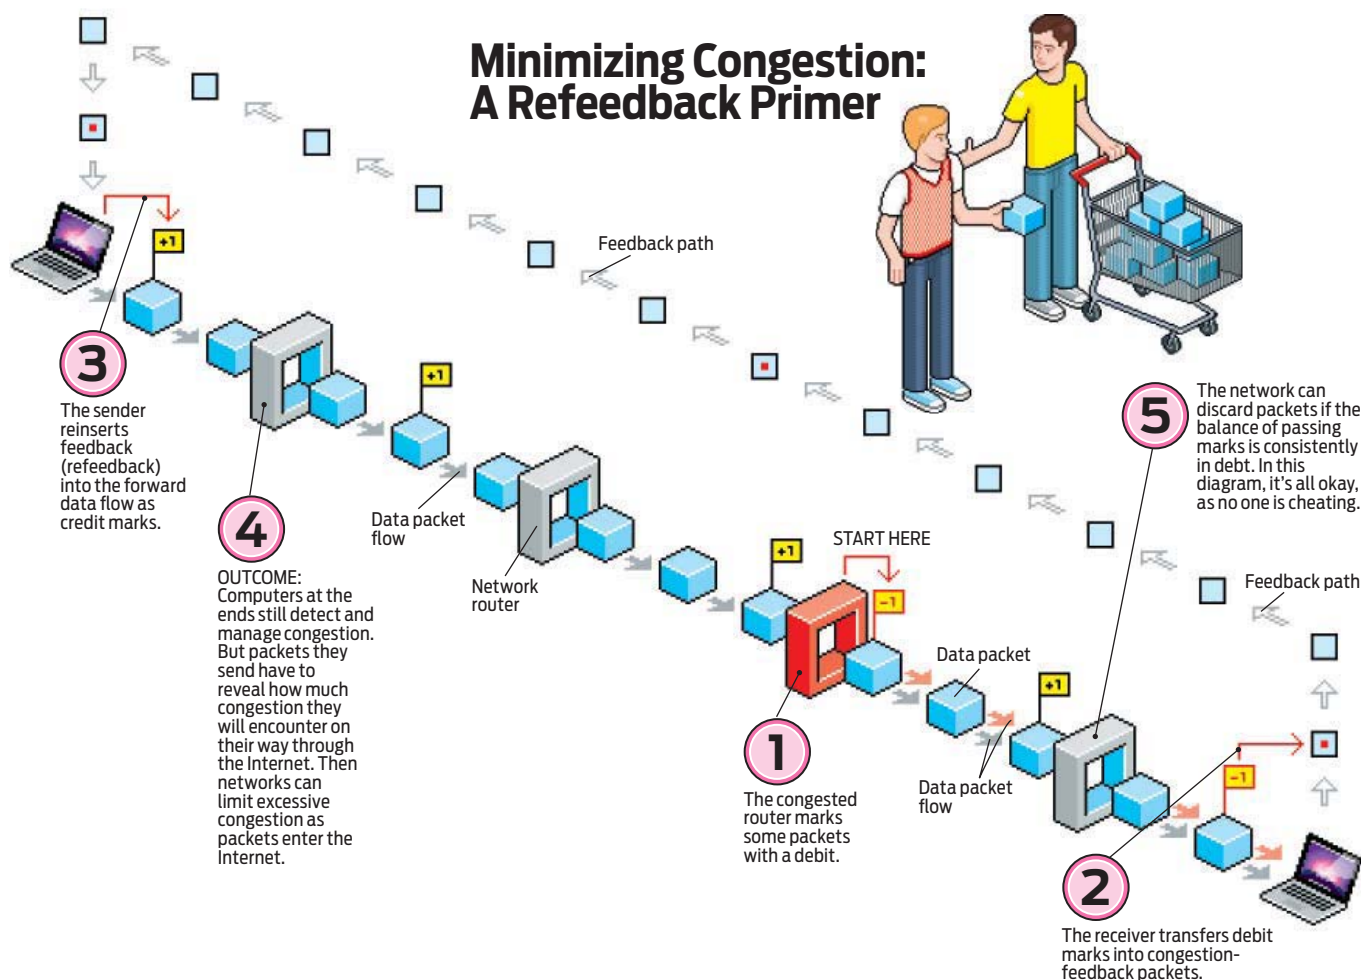 Minimizing Congestion:
A Refeedback Primer
+1
Feedback path
3
The sender
reinserts
feedback
(refeedback)
into the forward
data flow as
credit marks.
+1
4
OUTCOME:
Computers at the
ends still detect and
manage congestion.
But packets they
send have to
reveal how much
congestion they
will encounter on
their way through
the Internet. Then
networks can
limit excessive
congestion as
packets enter the
Internet.
Data packet
flow
Network
router
+1
START HERE
-1
1
The congested
router marks
some packets
with a debit.
Data packet
+1
Data packet
flow
5
The network can
discard packets if the
balance of passing
marks is consistently
in debt. In this
diagram, it's all okay,
as no one is cheating.
Feedback path
-1
2
The receiver transfers debit
marks into congestion-
feedback packets.